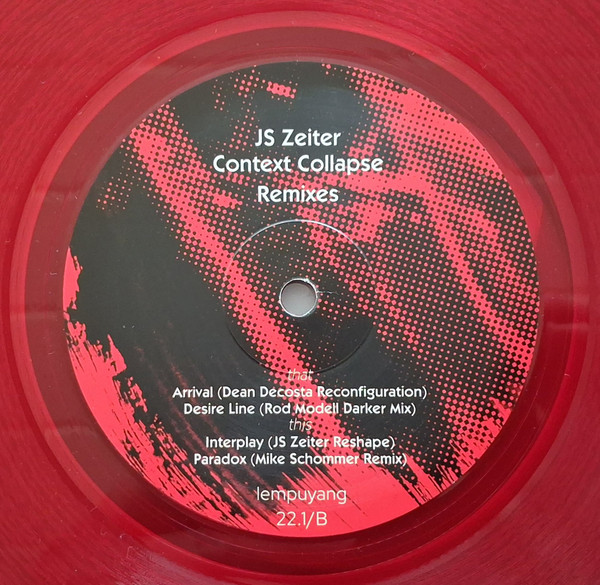 JS Zeiter
Context Collapse
Remixes
that
Arrival (Dean Decosta Reconfiguration)
Desire Line (Rod Modell Darker Mix)
this
Interplay (JS Zeiter Reshape)
Paradox (Mike Schommer Remix)
lempuyang
22.1/B